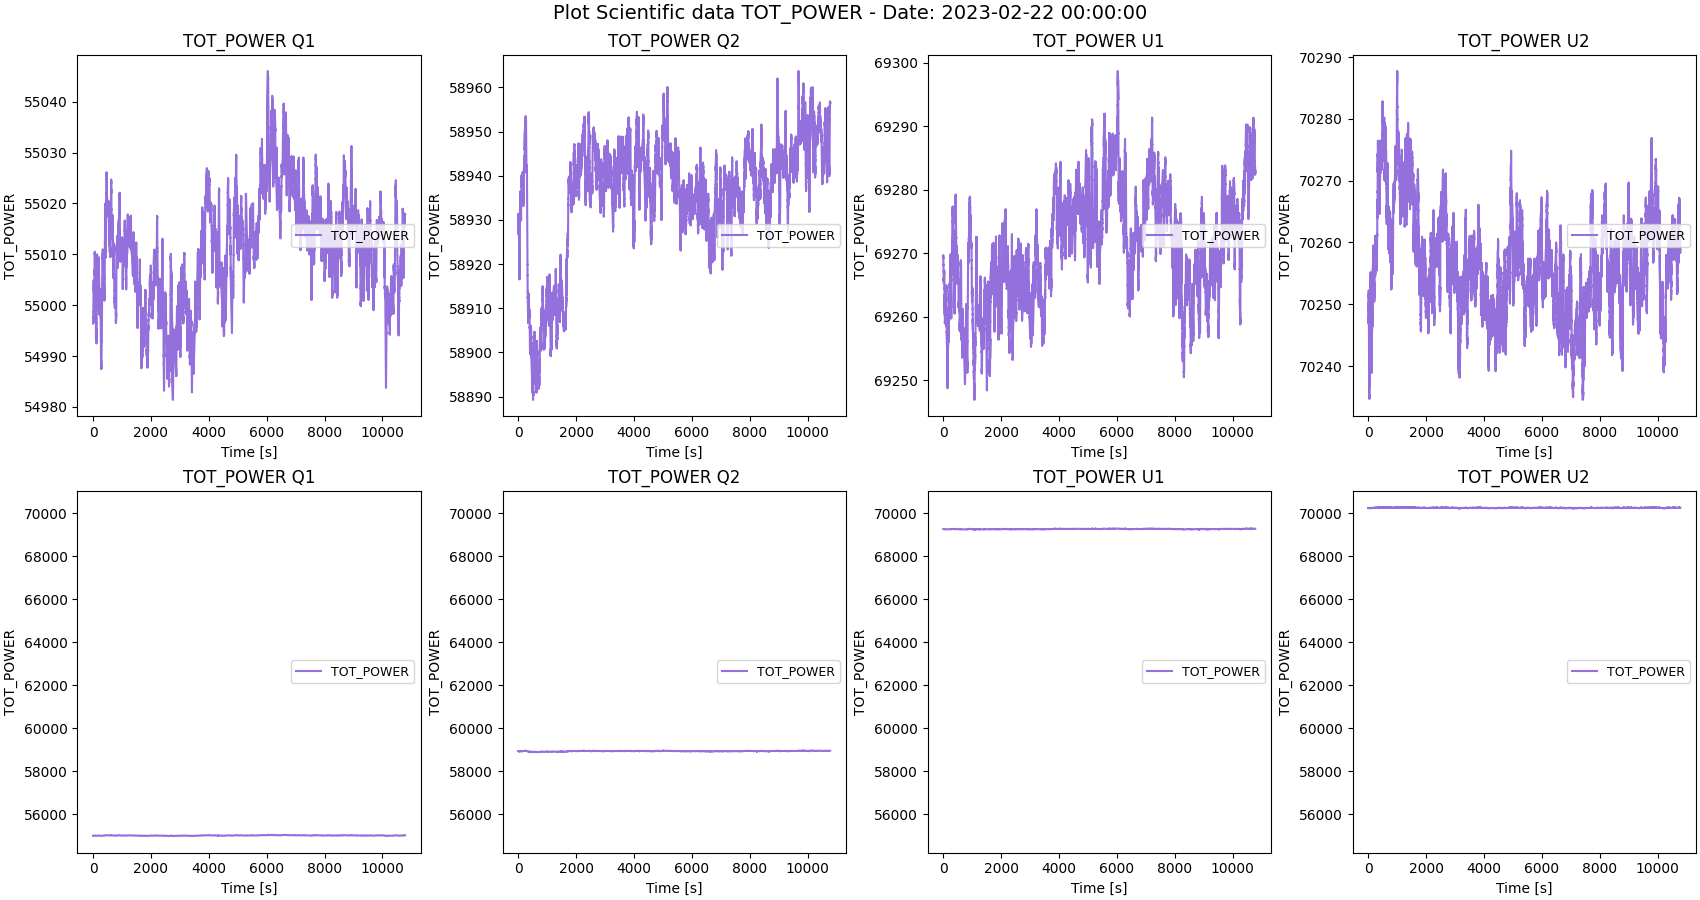 Plot Scientific data TOT_POWER - Date: 2023-02-22 00:00:00
TOT_POWER Q1
TOT_POWER
55040
55030
55020
55010
55000
54990
54980
TOT_POWER
0 2000 4000 6000 8000 10000
Time [s]
TOT_POWER Q2
TOT_POWER
58960
58950
58940
58930
58920
58910
58900
58890
TOT_POWER
0 2000 4000 6000 8000 10000
Time [s]
TOT_POWER U1
TOT_POWER
69300
69290
69280
69270
69260
69250
TOT_POWER
0 2000 4000 6000 8000 10000
Time [s]
TOT_POWER U2
TOT_POWER
70290
70280
70270
70260
70250
70240
TOT_POWER
0 2000 4000 6000 8000 10000
Time [s]
TOT_POWER Q1
TOT_POWER
70000
68000
66000
64000
62000
60000
58000
56000
TOT_POWER
0 2000 4000 6000 8000 10000
Time [s]
TOT_POWER Q2
TOT_POWER
70000
68000
66000
64000
62000
60000
58000
56000
TOT_POWER
0 2000 4000 6000 8000 10000
Time [s]
TOT_POWER U1
TOT_POWER
70000
68000
66000
64000
62000
60000
58000
56000
TOT_POWER
0 2000 4000 6000 8000 10000
Time [s]
TOT_POWER U2
TOT_POWER
70000
68000
66000
64000
62000
60000
58000
56000
TOT_POWER
0 2000 4000 6000 8000 10000
Time [s]